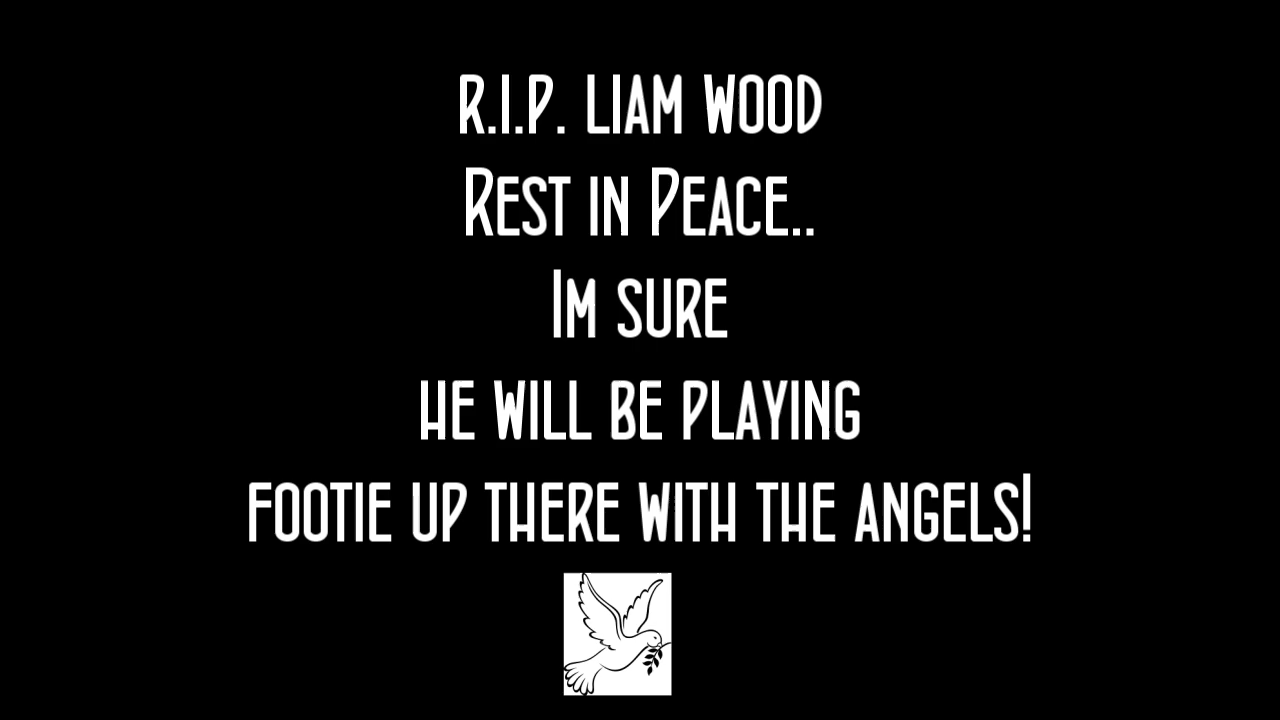 R.I.P. LIAM WOOD
REST IN PEACE..
IM SURE
HE WILL BE PLAYING
FOOTIE UP THERE WITH THE ANGELS!